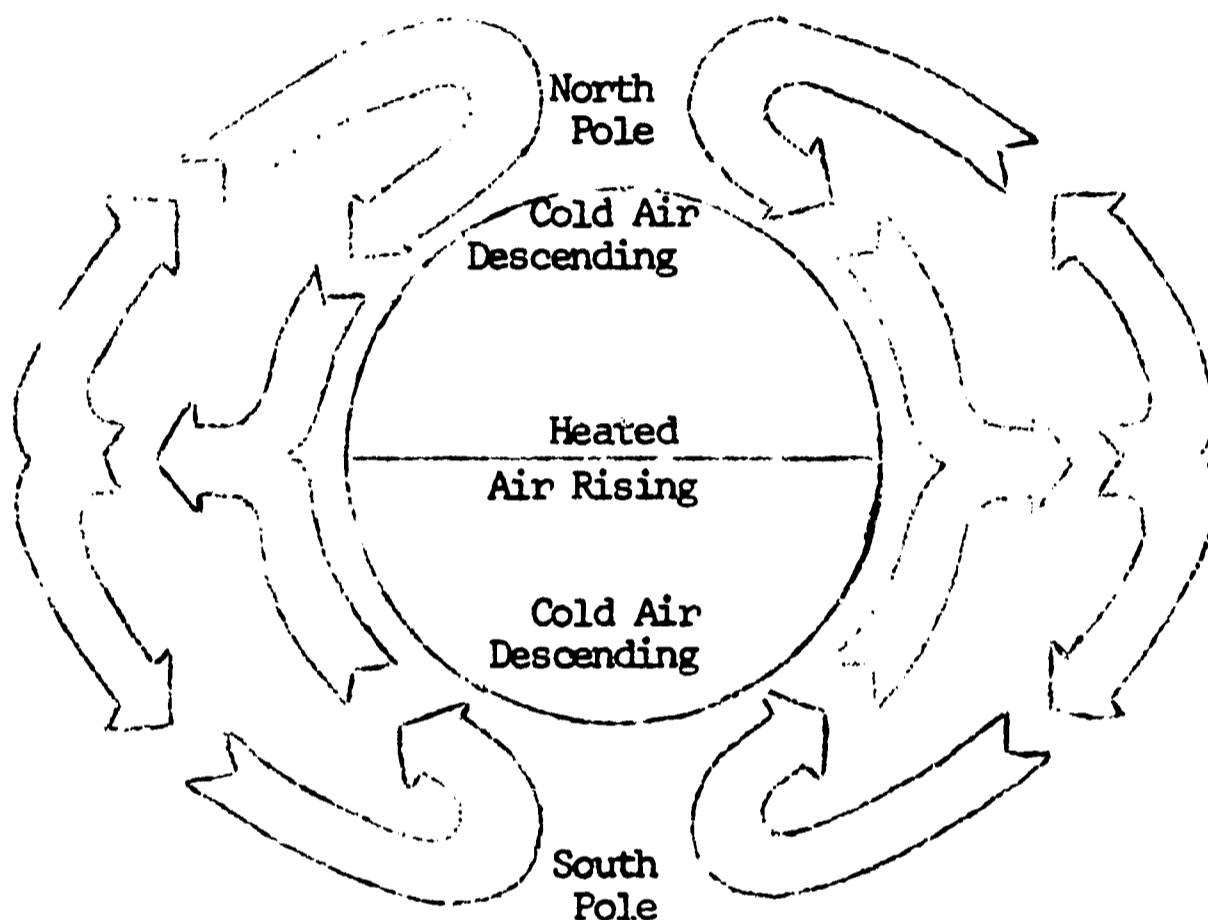 North
Pole
Cold Air
Descending
Heated
Air Rising
Cold Air
Descending
South
Pole